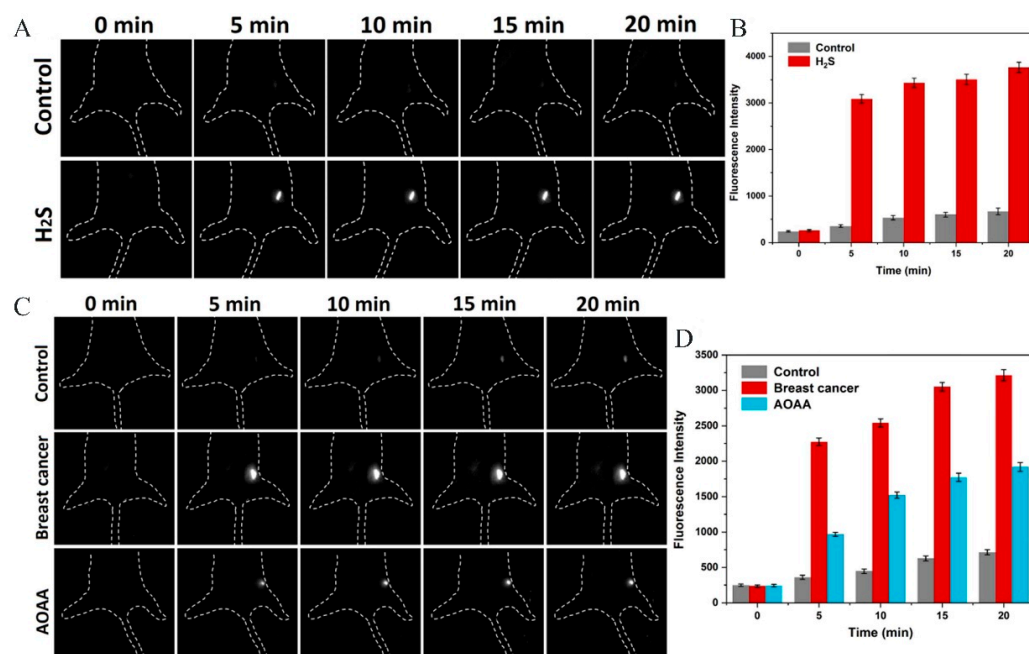 A
0 min 5 min 10 min 15 min 20 min
Control
H2S
B
Control
H₂S
Fluorescence Intensity
4000
3000
2000
1000
0
0 5 10 15 20
Time (min)
C
0 min 5 min 10 min 15 min 20 min
Control
Breast cancer
AOAA
D
Control
Breast cancer
AOAA
Fluorescence Intensity
3500
3000
2500
2000
1500
1000
500
0
0 5 10 15 20
Time (min)